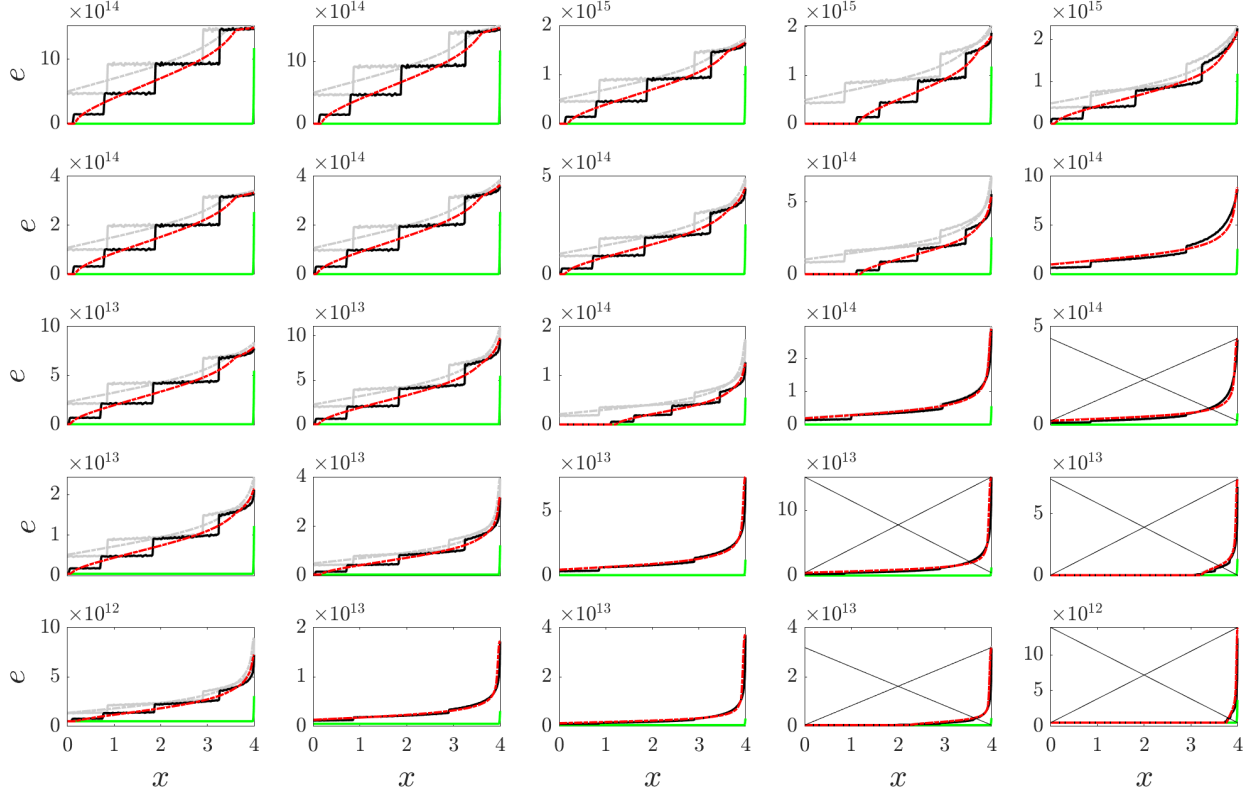 ×10^14 ×10^14 ×10^15 ×10^15 ×10^15
e 10 5 0 10 5 0 2 1 0 2 1 0 2 1 0
×10^14 ×10^14 ×10^14 ×10^14 ×10^14
e 4 2 0 4 2 0 5 0 5 0 10 5 0
×10^13 ×10^13 ×10^14 ×10^14 ×10^14
e 10 5 0 10 5 0 2 1 0 2 1 0 5 0
×10^13 ×10^13 ×10^13 ×10^13 ×10^13
e 2 1 0 4 2 0 5 0 10 5 0 5 0
×10^12 ×10^13 ×10^13 ×10^13 ×10^12
e 10 5 0 2 1 0 4 2 0 4 2 0 10 5 0
0 1 2 3 4 0 1 2 3 4 0 1 2 3 4 0 1 2 3 4 0 1 2 3 4
x x x x x